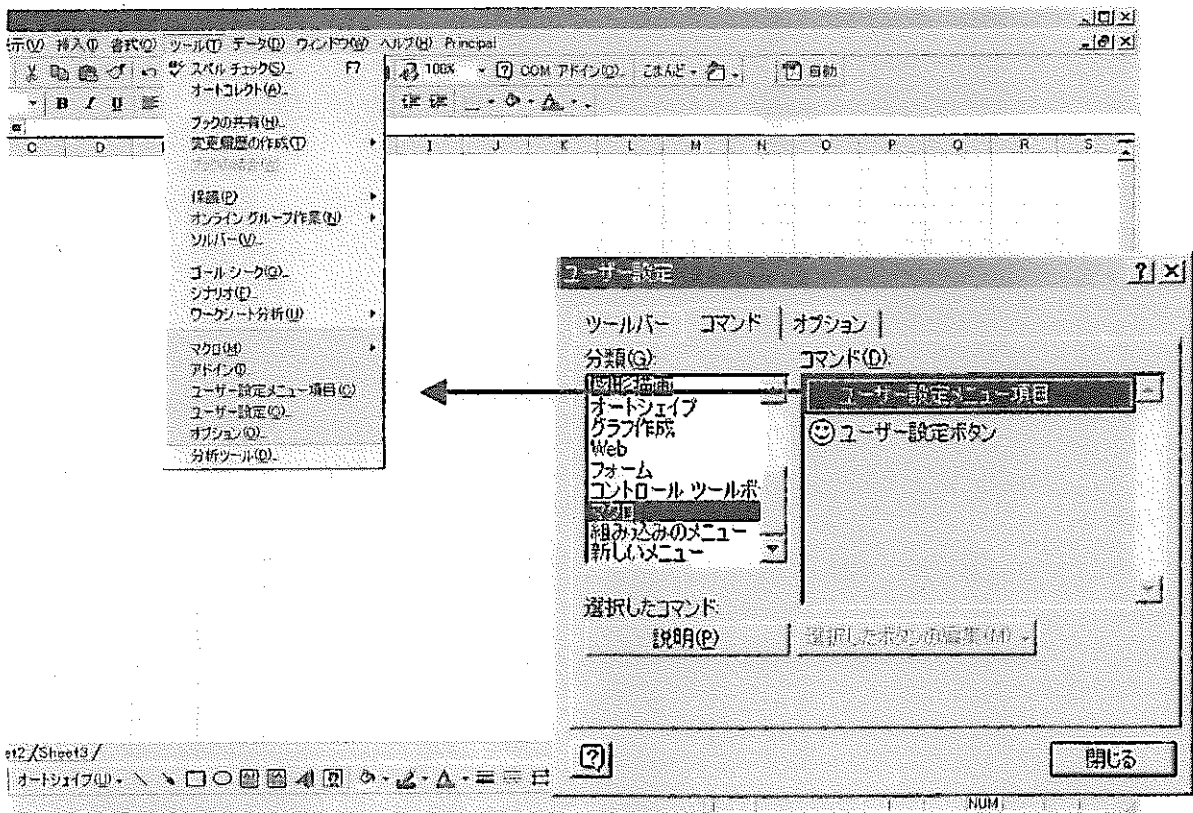 示(V) 挿入(I) 書式(O) ツール(T) データ(D) ウィンドウ(W) ヘルプ(H) Principal
100% COM アドイン(O)... ごまんど 自動
B I U
=
C D I J K L M N O P Q R S
スペル チェック(S)... F7
オートコレクト(A)...
ブックの共有(H)...
変更履歴の作成(T)
保護(P)
オンライン グループ作業(N)
ソルバー(V)...
ゴール シーク(G)...
シナリオ(E)...
ワークシート分析(U)
マクロ(M)
アドイン(I)
ユーザー設定メニュー項目(C)
ユーザー設定(C)...
オプション(O)...
分析ツール(D)...
ユーザー設定
ツールバー コマンド オプション
分類(G):
図形描画
オートシェイプ
グラフ作成
Web
フォーム
コントロール ツールボ
マクロ
組み込みのメニュー
新しいメニュー
コマンド(D):
ユーザー設定メニュー項目
ユーザー設定ボタン
選択したコマンド:
説明(P)
選択したボタンの編集(M)
閉じる
et2/Sheet3/
オートシェイプ(U)
NUM